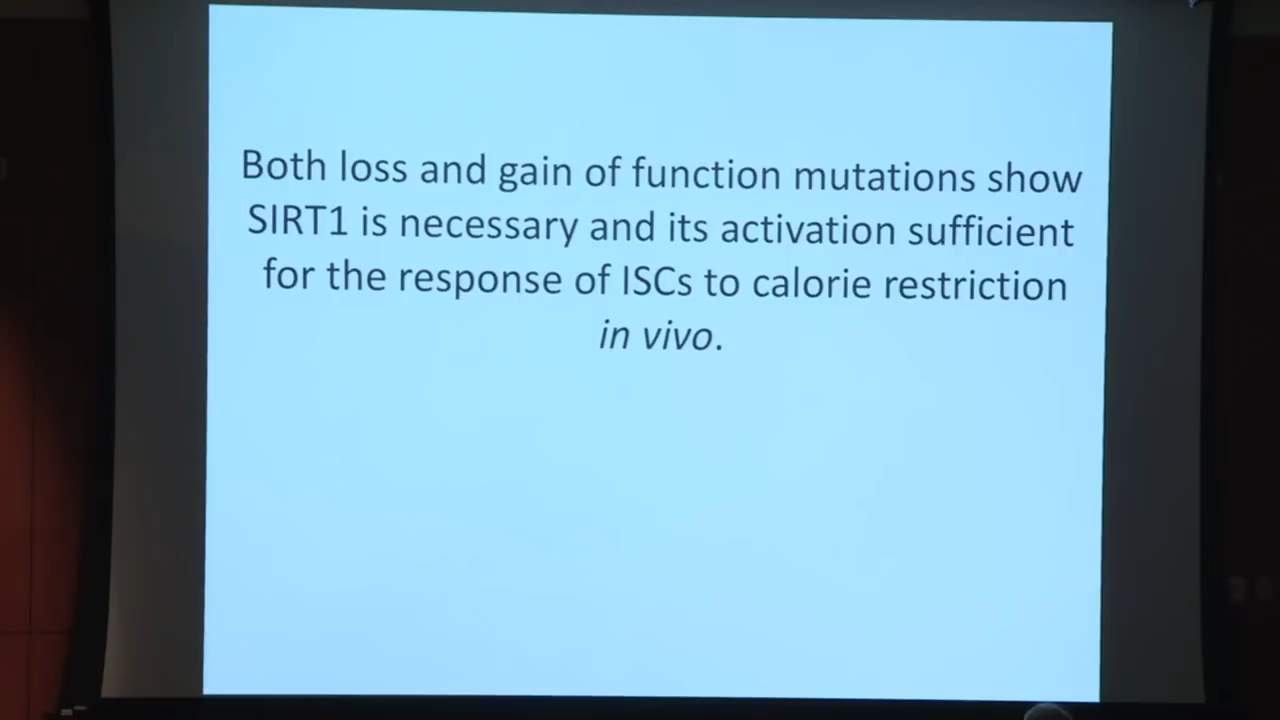 Both loss and gain of function mutations show
SIRT1 is necessary and its activation sufficient
for the response of ISCs to calorie restriction
in vivo.